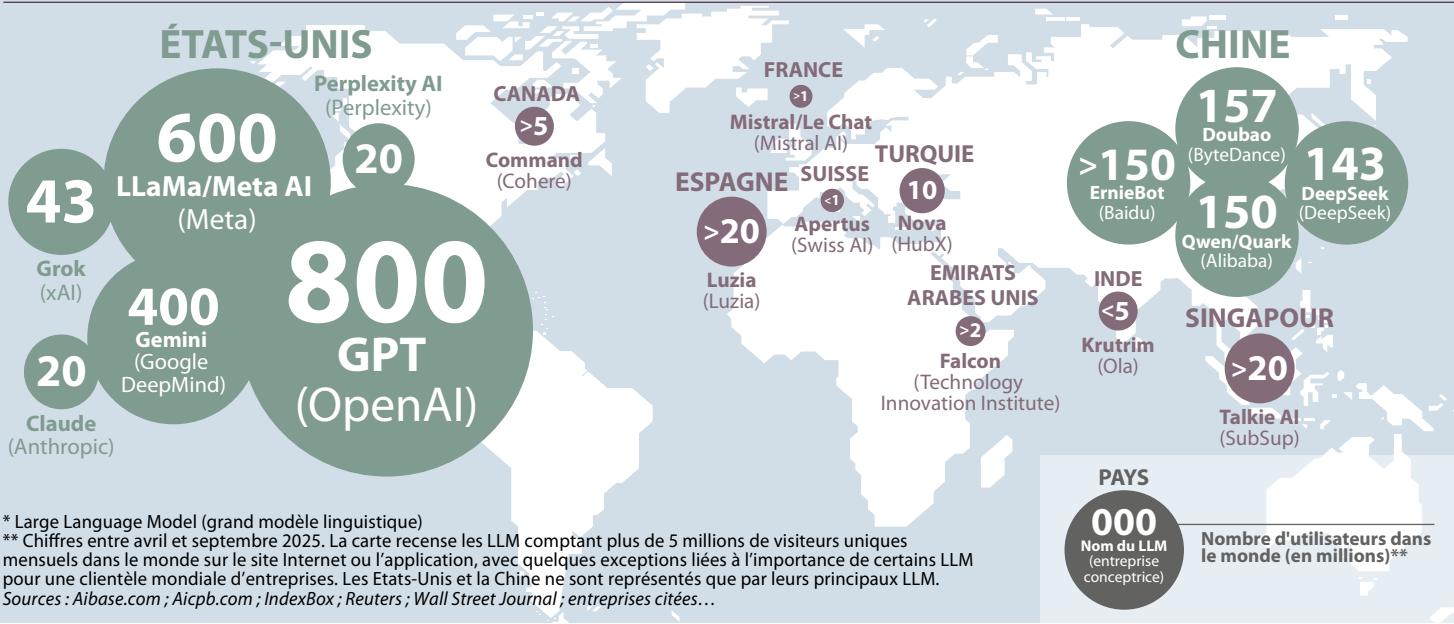 ÉTATS-UNIS
600
LLaMa/Meta AI
(Meta)
Perplexity AI
(Perplexity)
20
43
Grok
(xAI)
400
Gemini
(Google
DeepMind)
20
Claude
(Anthropic)
800
GPT
(OpenAI)
CANADA
>5
Command
(Cohere)
FRANCE
>1
Mistral/Le Chat
(Mistral AI)
ESPAGNE
>20
Luzia
(Luzia)
SUISSE
<1
Apertus
(Swiss AI)
TURQUIE
10
Nova
(HubX)
EMIRATS
ARABES UNIS
>2
Falcon
(Technology
Innovation Institute)
INDE
<5
Krutrim
(Ola)
CHINE
157
Doubao
(ByteDance)
>150
ErnieBot
(Baidu)
143
DeepSeek
(DeepSeek)
150
Qwen/Quark
(Alibaba)
SINGAPOUR
>20
Talkie AI
(SubSup)
PAYS
000
Nom du LLM
(entreprise
conceptrice)
Nombre d'utilisateurs dans
le monde (en millions)**
* Large Language Model (grand modèle linguistique)
** Chiffres entre avril et septembre 2025. La carte recense les LLM comptant plus de 5 millions de visiteurs uniques
mensuels dans le monde sur le site Internet ou l'application, avec quelques exceptions liées à l'importance de certains LLM
pour une clientèle mondiale d'entreprises. Les Etats-Unis et la Chine ne sont représentés que par leurs principaux LLM.
Sources : Aibase.com ; Aicpb.com ; IndexBox ; Reuters ; Wall Street Journal ; entreprises citées…